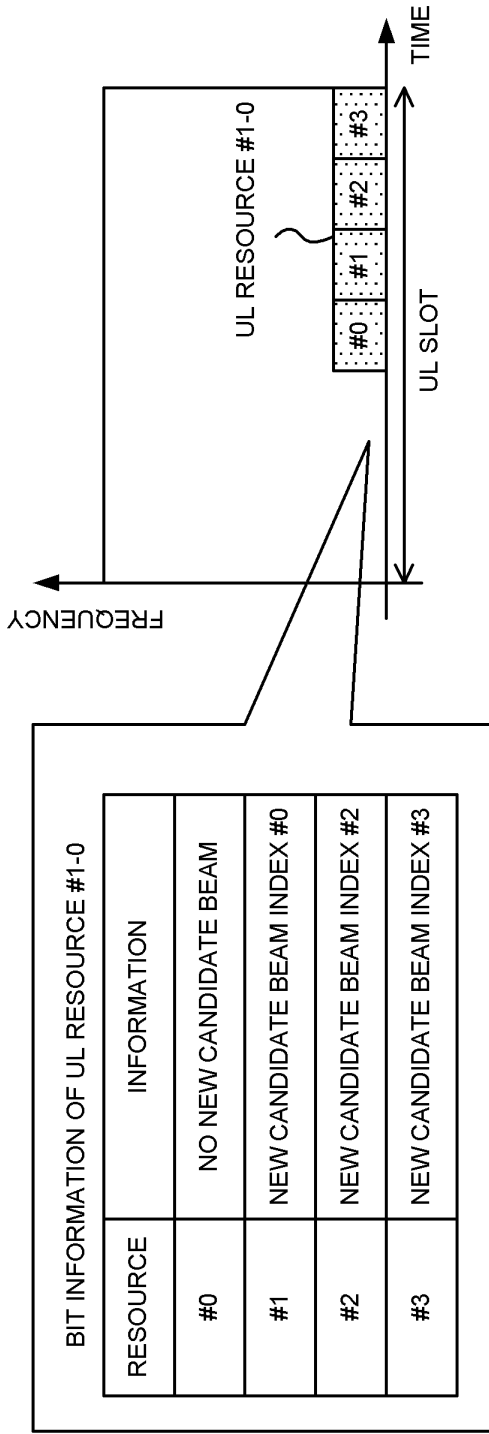 BIT INFORMATION OF UL RESOURCE #1-0
RESOURCE INFORMATION
#0 NO NEW CANDIDATE BEAM
#1 NEW CANDIDATE BEAM INDEX #0
#2 NEW CANDIDATE BEAM INDEX #2
#3 NEW CANDIDATE BEAM INDEX #3
FREQUENCY
UL RESOURCE #1-0
#0 #1 #2 #3
UL SLOT
TIME